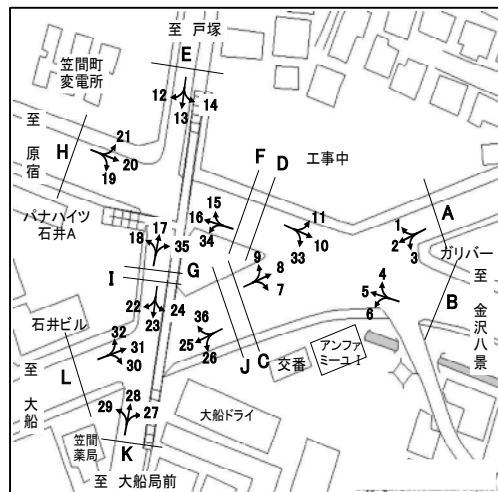 至 戸塚
笠間町
変電所
E
12
13
14
至
原
宿
H
21
20
19
F
D
工事中
パナハイツ
石井A
17
18
35
15
16
34
11
10
33
9
8
7
1
2
3
A
ガリバー
4
5
6
B
至
金
沢
八
景
I
G
22
23
24
石井ビル
32
31
30
36
25
26
J
C
交番
アンファ
ミーユ I
至
大
船
L
28
29
27
大船ドライ
笠間
薬局
K
至 大船局前